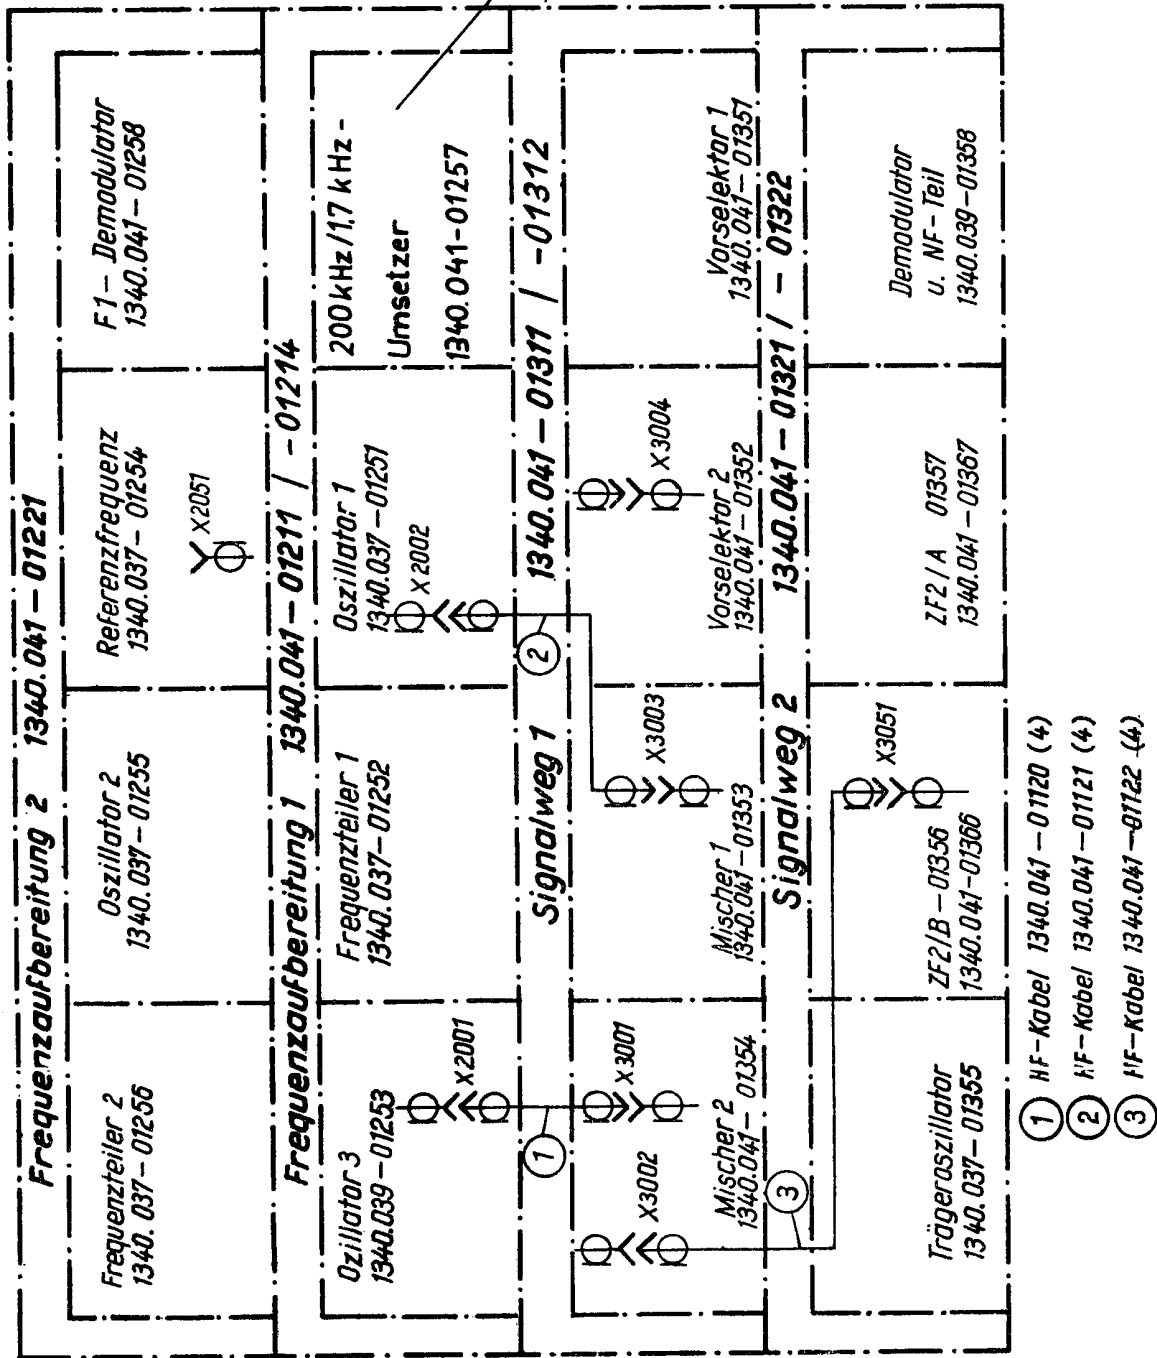 Frequenzaufbereitung 2 1340.041-01221
Frequenzteiler 2
1340.037-01256
Oszillator 2
1340.037-01255
Referenzfrequenz
1340.037-01254
X2051
F1-Demodulator
1340.041-01258
Frequenzaufbereitung 1 1340.041-01211 / -01214
Ozillator 3
1340.039-01253
X2001
Frequenzteiler 1
1340.037-01252
Oszillator 1
1340.037-01251
X2002
200kHz/1,7 kHz-
Umsetzer
1340.041-01257
Signalweg 1 1340.041-01311 / -01312
1
2
X3002
X3001
Mischer 2
1340.041-01354
X3003
Mischer 1
1340.041-01353
X3004
Vorselektor 2
1340.041-01352
Vorselektor 1
1340.041-01351
Signalweg 2 1340.041-01321 / -01322
3
Trägeroszillator
1340.037-01355
X3051
ZF2/B-01356
1340.041-01366
ZF2/A 01357
1340.041-01367
Demodulator
u. NF-Teil
1340.039-01358
1 HF-Kabel 1340.041-01120 (4)
2 HF-Kabel 1340.041-01121 (4)
3 HF-Kabel 1340.041-01122 (4)